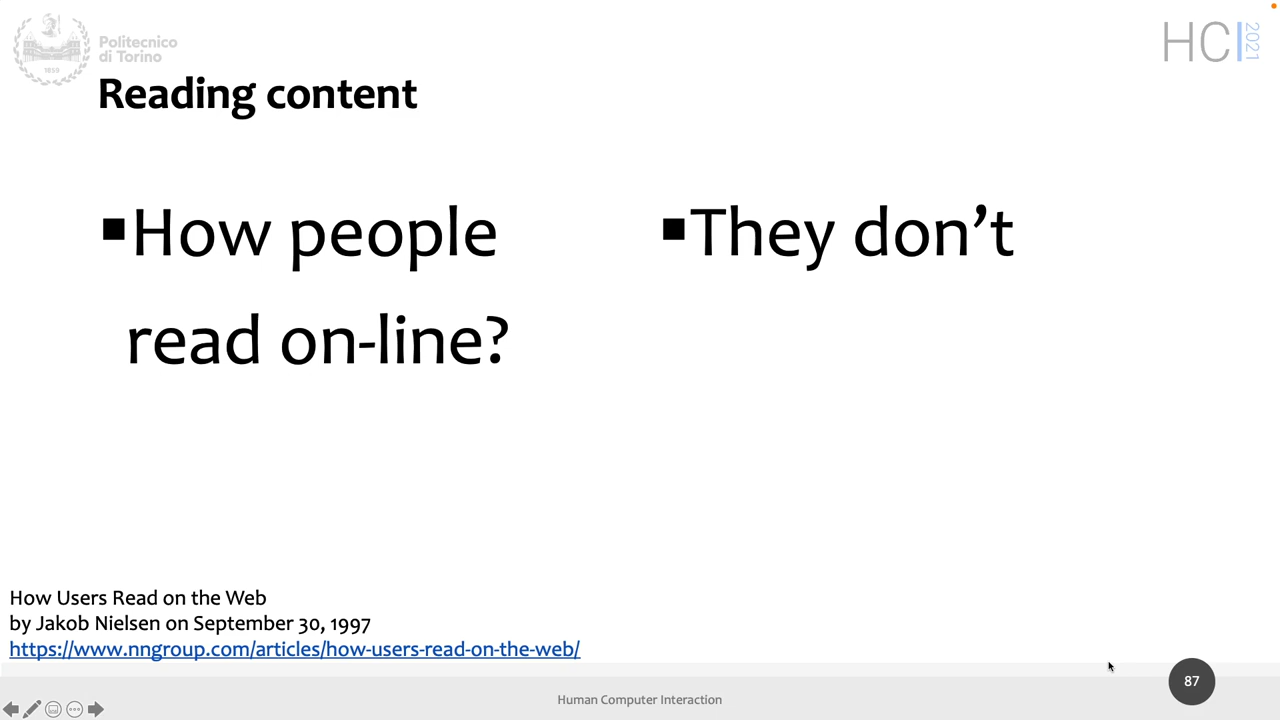 Politecnico
di Torino
1859
HCI 2021
Reading content
▪How people
read on-line?
▪They don’t
How Users Read on the Web
by Jakob Nielsen on September 30, 1997
https://www.nngroup.com/articles/how-users-read-on-the-web/
Human Computer Interaction
87